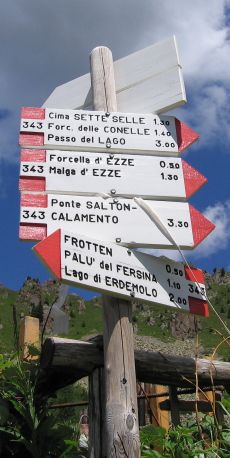 Cima SETTE SELLE 1.30
343 Forc. delle CONELLE 1.40
Passo del LAGO 3.00
Forcella d'EZZE 0.50
343 Malga d'EZZE 1.30
Ponte SALTON-
343 CALAMENTO 3.30
FROTTEN 0.50
PALU' del FERSINA 1.10 343
Lago di ERDEMOLO 2.00